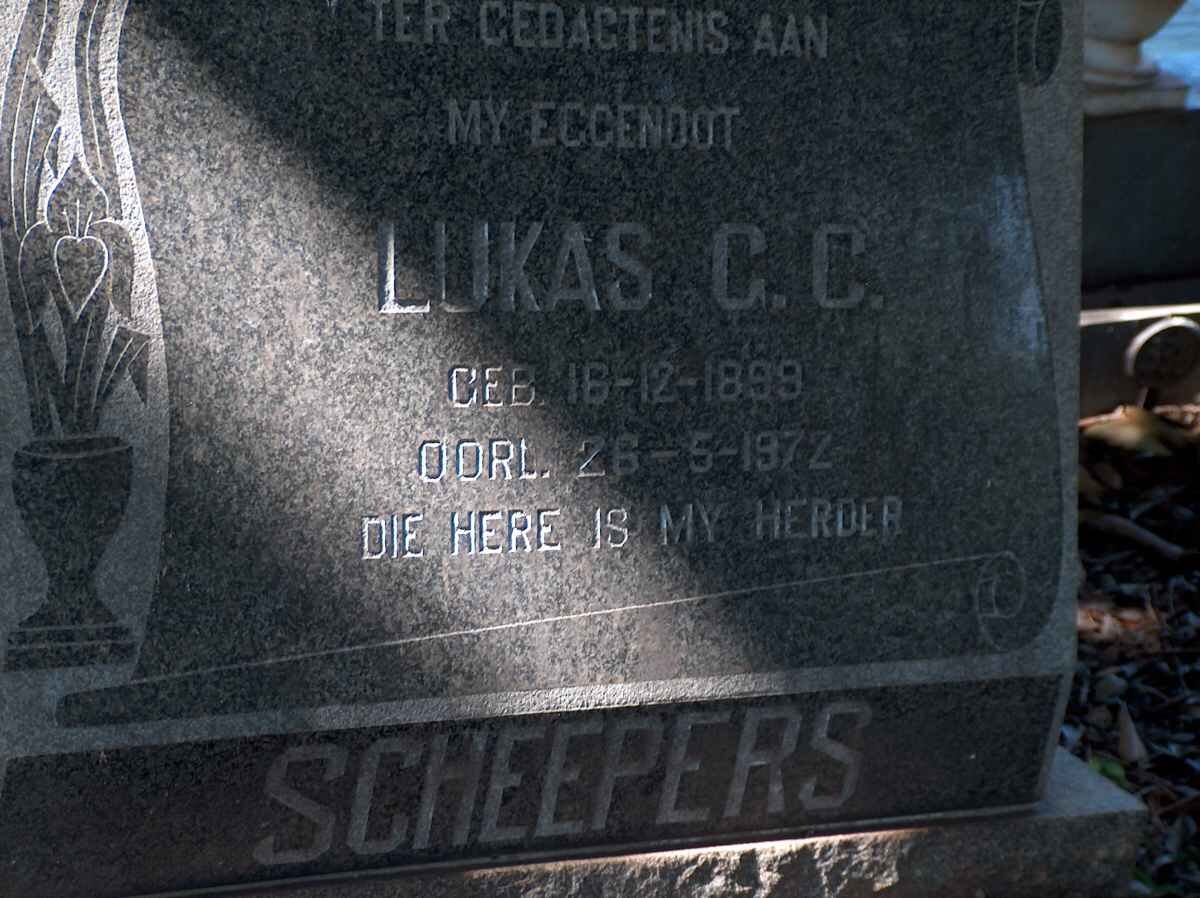 TER GEDAGTENIS AAN
MY EGGENOOT
LUKAS C. C.
GEB. 16-12-1899
OORL. 26-5-1972
DIE HERE IS MY HERDER
SCHEEPERS